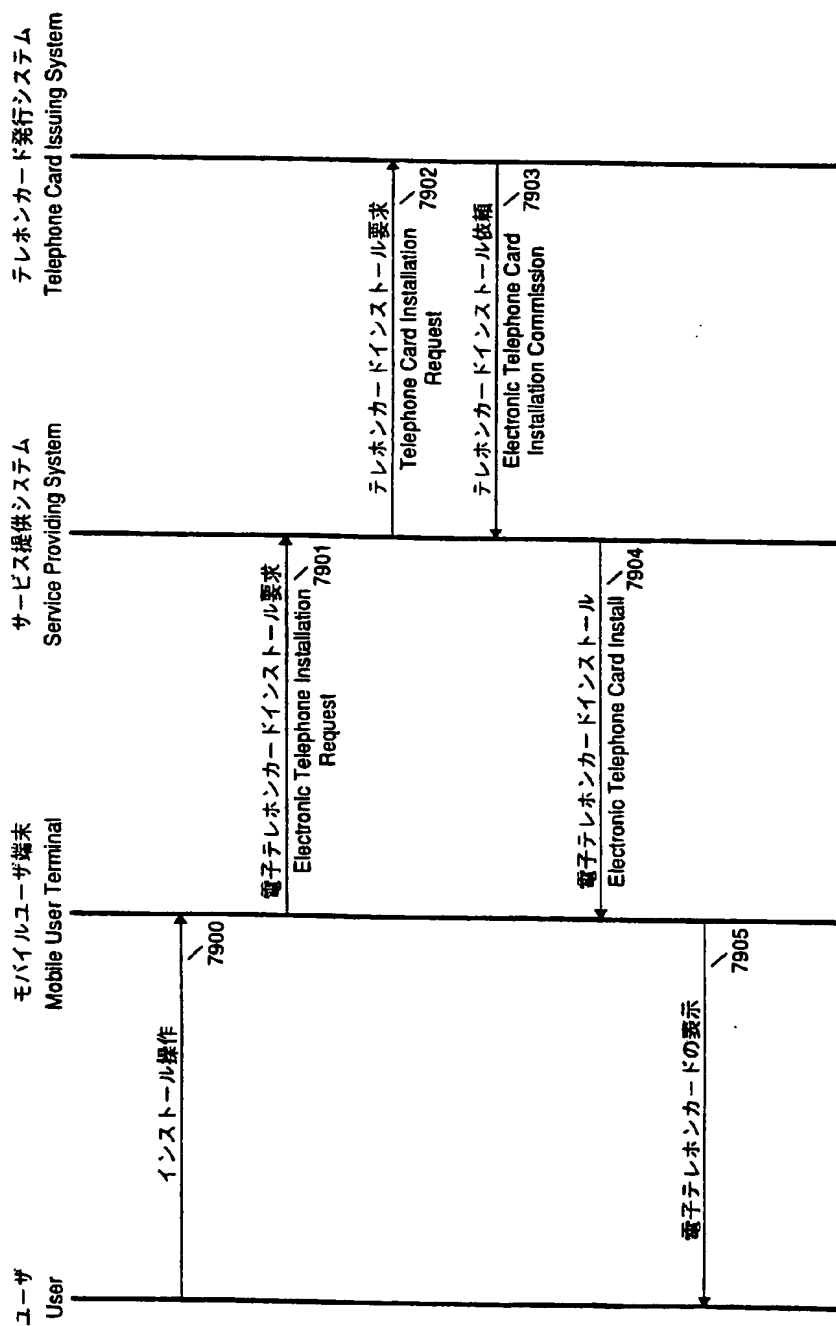 ユーザ
User
モバイルユーザ端末
Mobile User Terminal
サービス提供システム
Service Providing System
テレホンカード発行システム
Telephone Card Issuing System
インストール操作
7900
電子テレホンカードインストール要求
Electronic Telephone Installation
Request
7901
テレホンカードインストール要求
Telephone Card Installation
Request
7902
テレホンカードインストール依頼
Electronic Telephone Card
Installation Commission
7903
電子テレホンカードインストール
Electronic Telephone Card Install
7904
電子テレホンカードの表示
7905